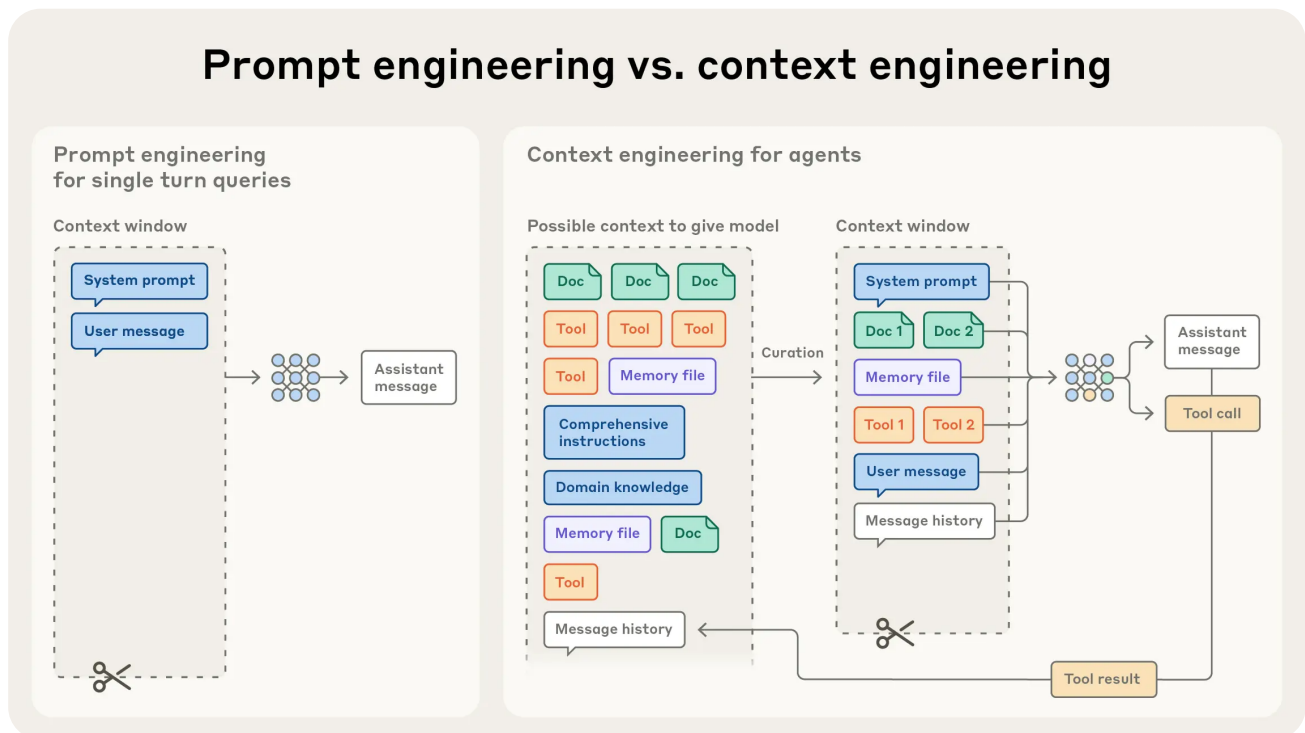 Prompt engineering vs. context engineering
Prompt engineering
for single turn queries
Context window
System prompt
User message
Assistant
message
Context engineering for agents
Possible context to give model
Doc Doc Doc
Tool Tool Tool
Tool Memory file
Comprehensive
instructions
Domain knowledge
Memory file Doc
Tool
Message history
Curation
Context window
System prompt
Doc 1 Doc 2
Memory file
Tool 1 Tool 2
User message
Message history
Assistant
message
Tool call
Tool result